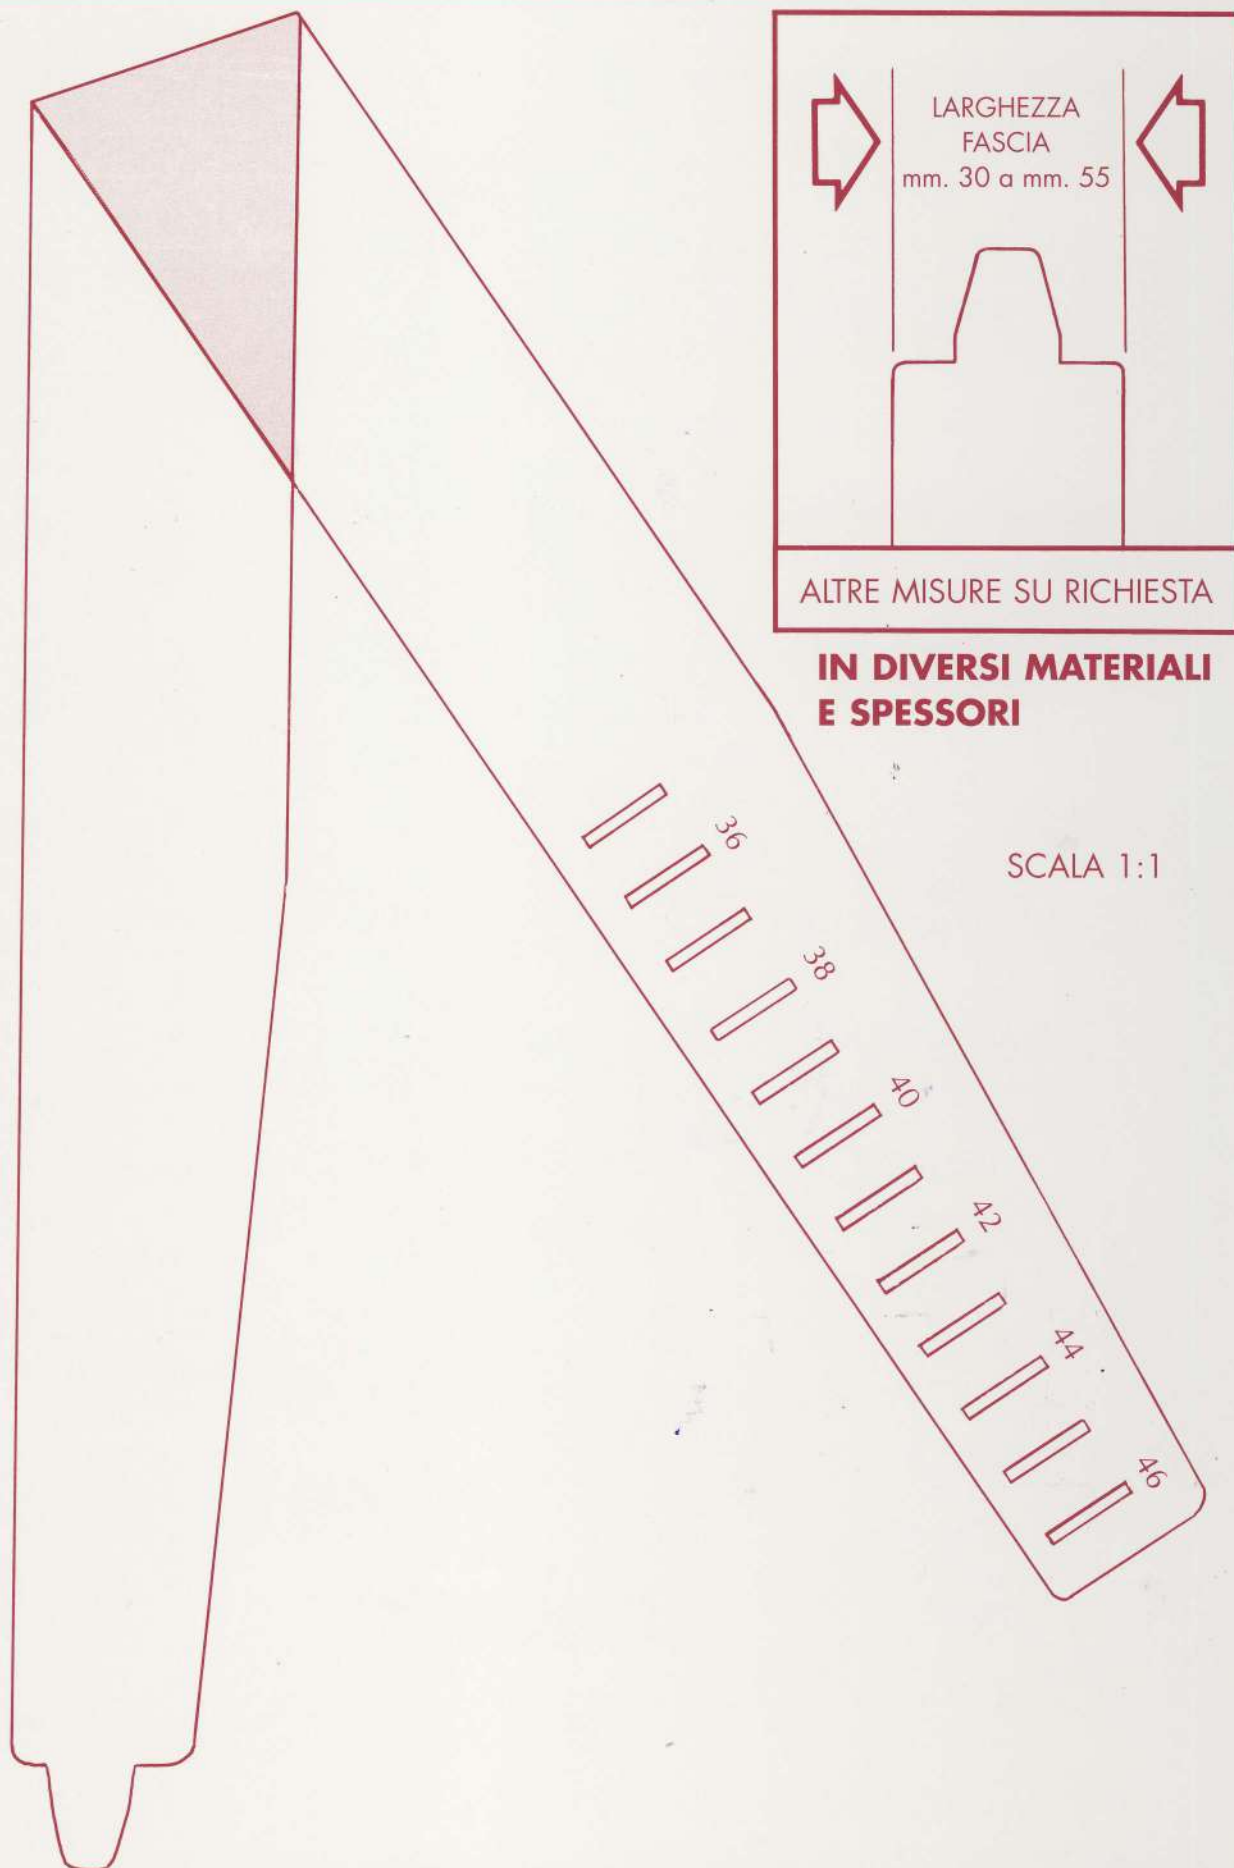 LARGHEZZA
FASCIA
mm. 30 a mm. 55
ALTRE MISURE SU RICHIESTA
IN DIVERSI MATERIALI
E SPESSORI
SCALA 1:1
36
38
40
42
44
46